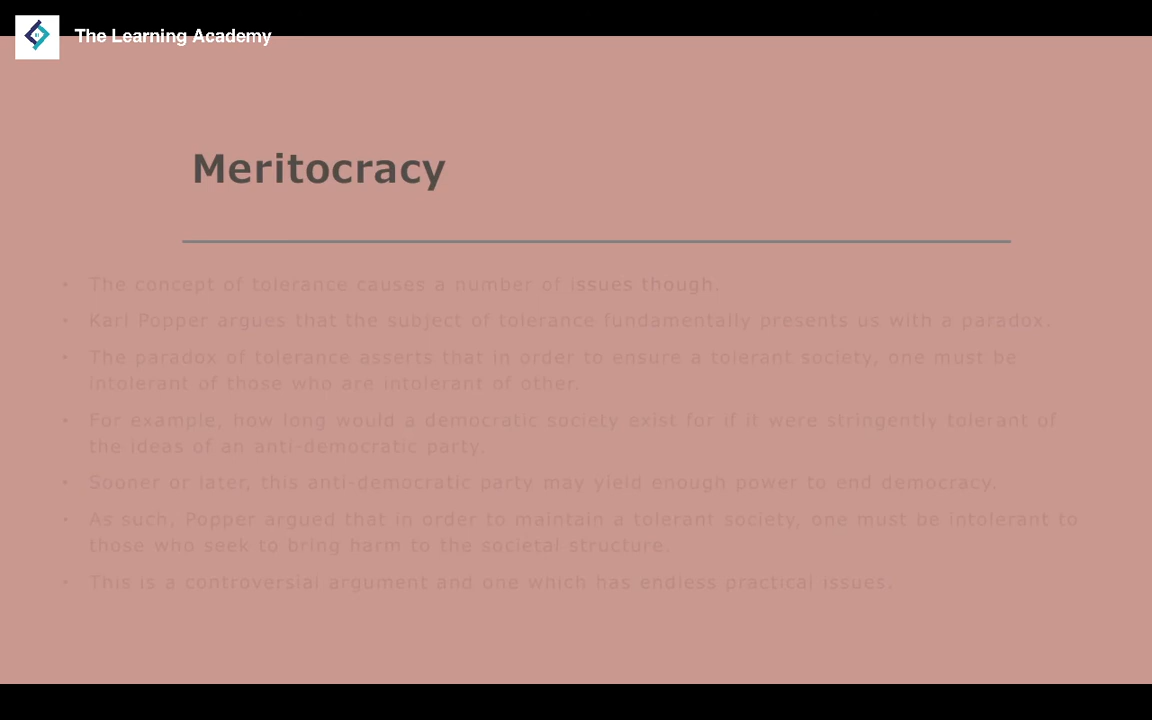 The Learning Academy
Meritocracy
• The concept of tolerance causes a number of issues though.
• Karl Popper argues that the subject of tolerance fundamentally presents us with a paradox.
• The paradox of tolerance asserts that in order to ensure a tolerant society, one must be
intolerant of those who are intolerant of other.
• For example, how long would a democratic society exist for if it were stringently tolerant of
the ideas of an anti-democratic party.
• Sooner or later, this anti-democratic party may yield enough power to end democracy.
• As such, Popper argued that in order to maintain a tolerant society, one must be intolerant to
those who seek to bring harm to the societal structure.
• This is a controversial argument and one which has endless practical issues.